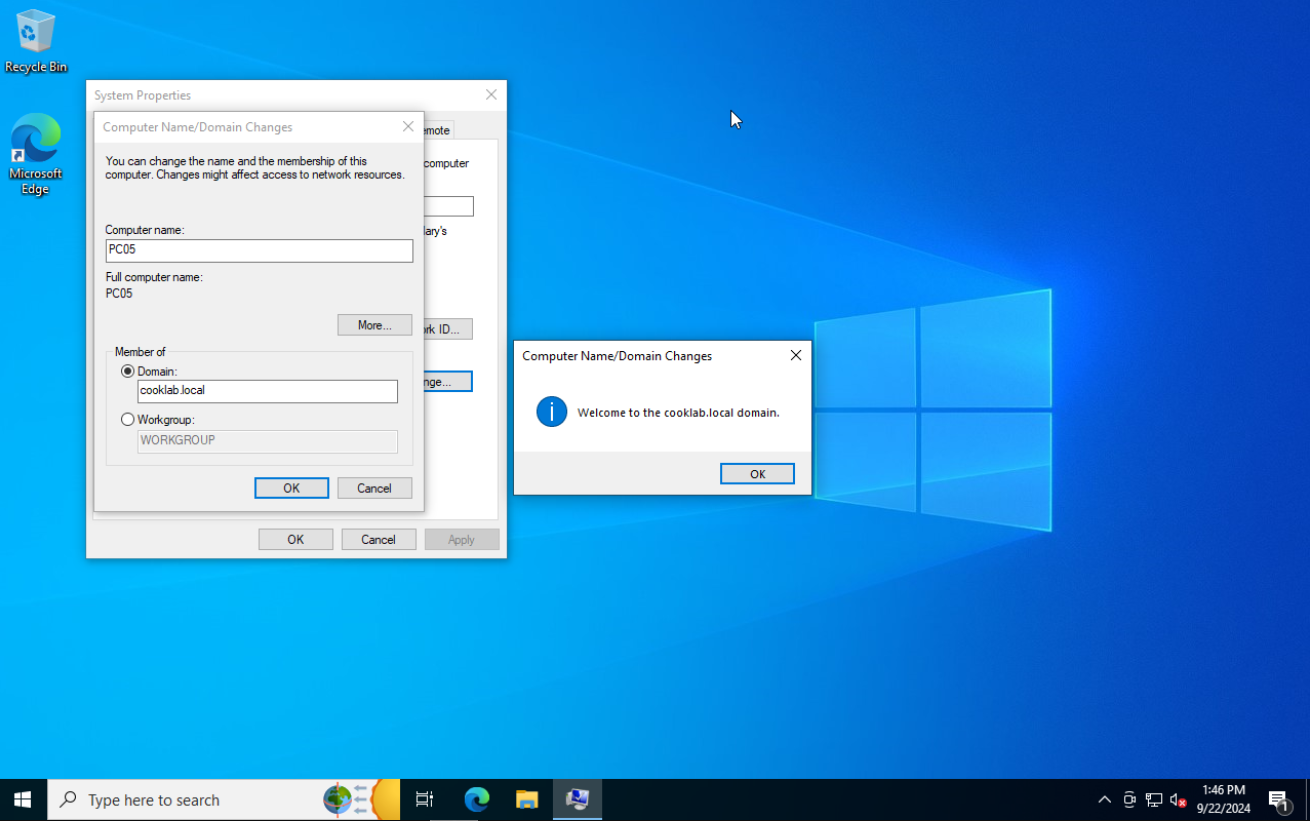 Recycle Bin
Microsoft
Edge
System Properties
Computer Name/Domain Changes
emote
You can change the name and the membership of this
computer. Changes might affect access to network resources.
computer
Computer name:
lary's
PC05
Full computer name:
PC05
More...
ork ID...
Member of
Domain:
cooklab.local
nge...
Workgroup:
WORKGROUP
OK
Cancel
OK
Cancel
Apply
Computer Name/Domain Changes
Welcome to the cooklab.local domain.
OK
Type here to search
1:46 PM
9/22/2024
1